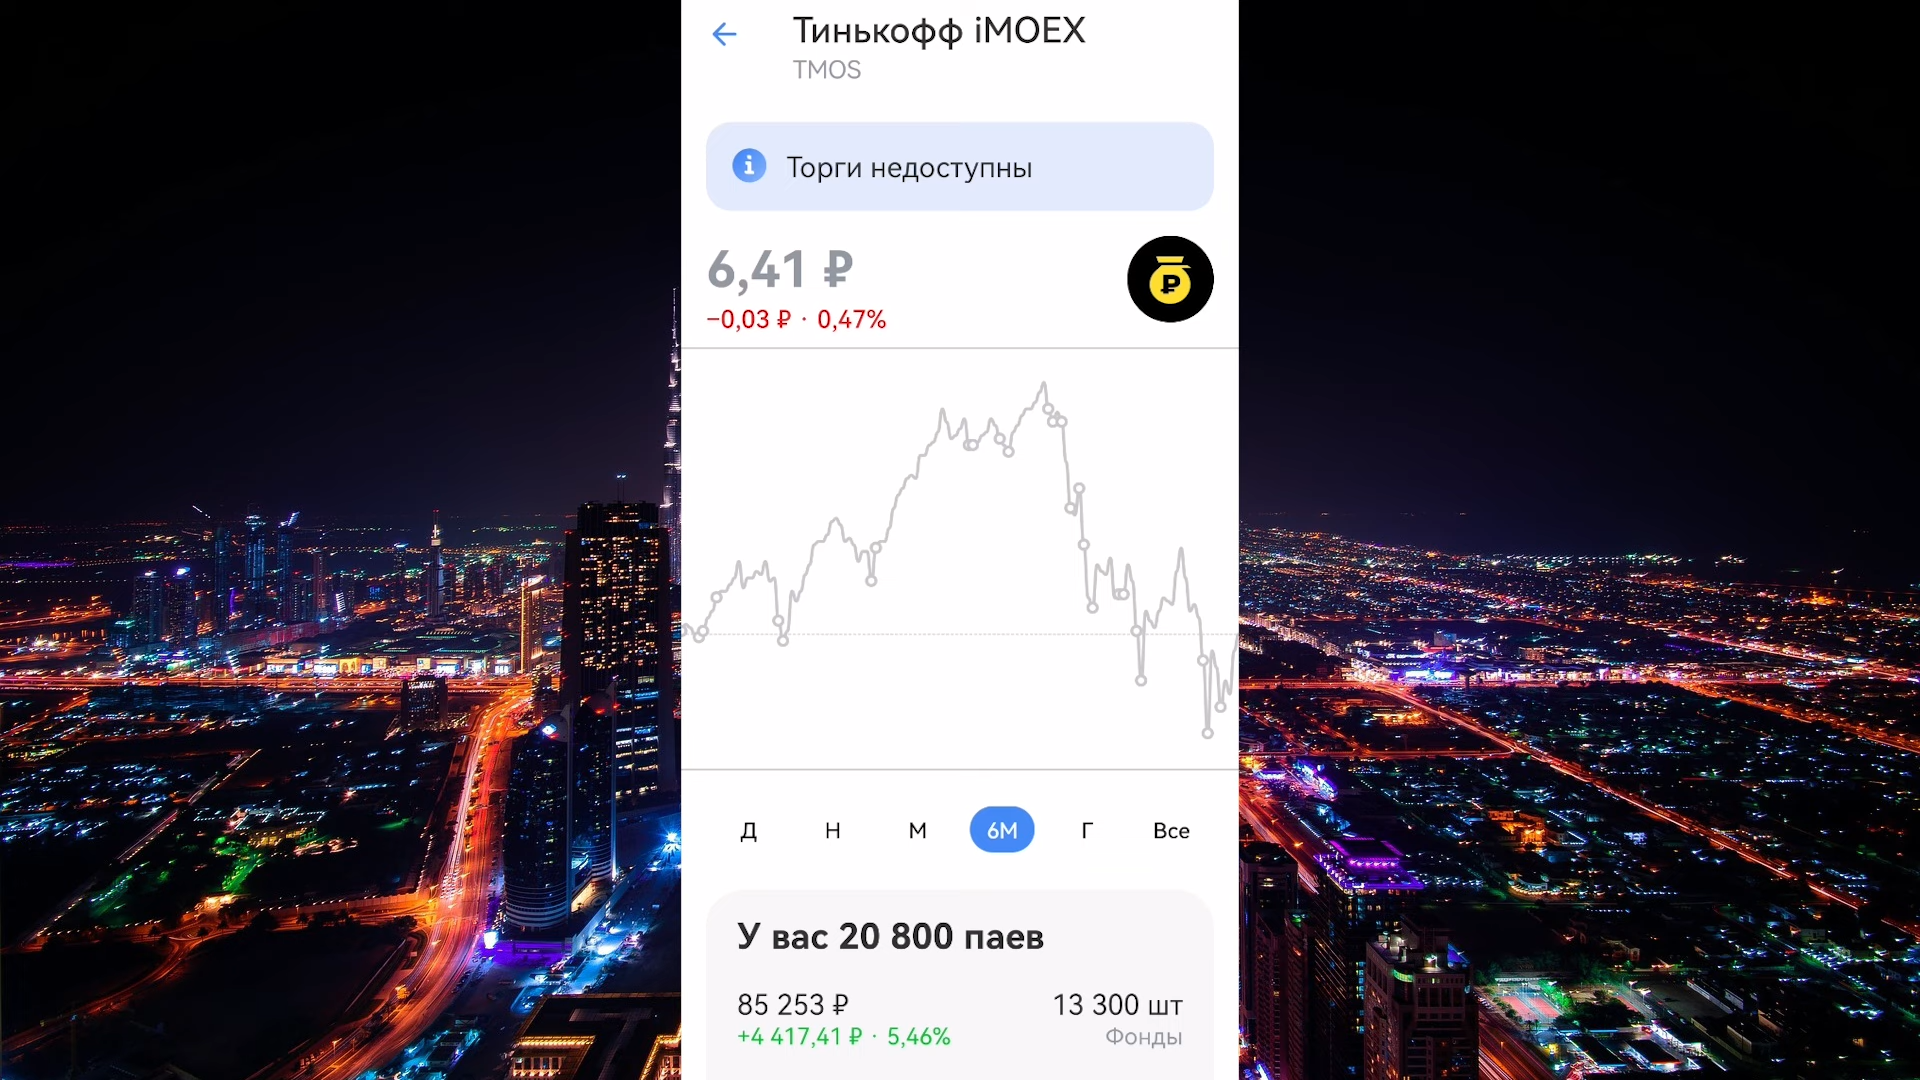 Тинькофф iMOEX
TMOS
Торги недоступны
6,41 ₽
−0,03 ₽ · 0,47%
Д Н М 6М Г Все
У вас 20 800 паев
85 253 ₽ 13 300 шт
+4 417,41 ₽ · 5,46% Фонды